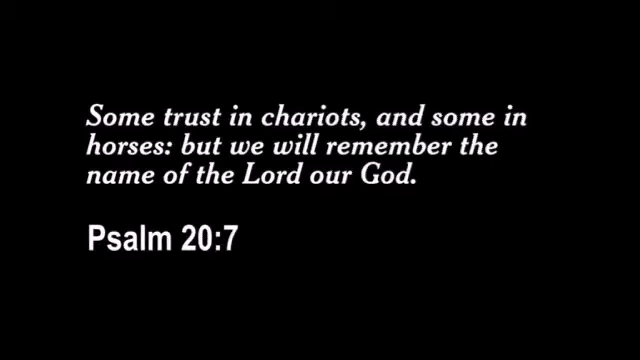 Some trust in chariots, and some in
horses: but we will remember the
name of the Lord our God.
Psalm 20:7